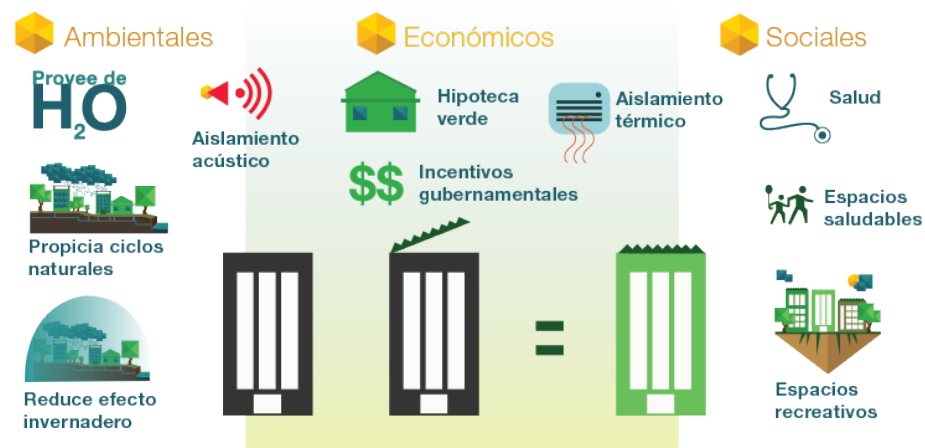 Ambientales
Provee de
H2O
Aislamiento
acústico
Propicia ciclos
naturales
Reduce efecto
invernadero
Económicos
Hipoteca
verde
Aislamiento
térmico
$$ Incentivos
gubernamentales
=
Sociales
Salud
Espacios
saludables
Espacios
recreativos